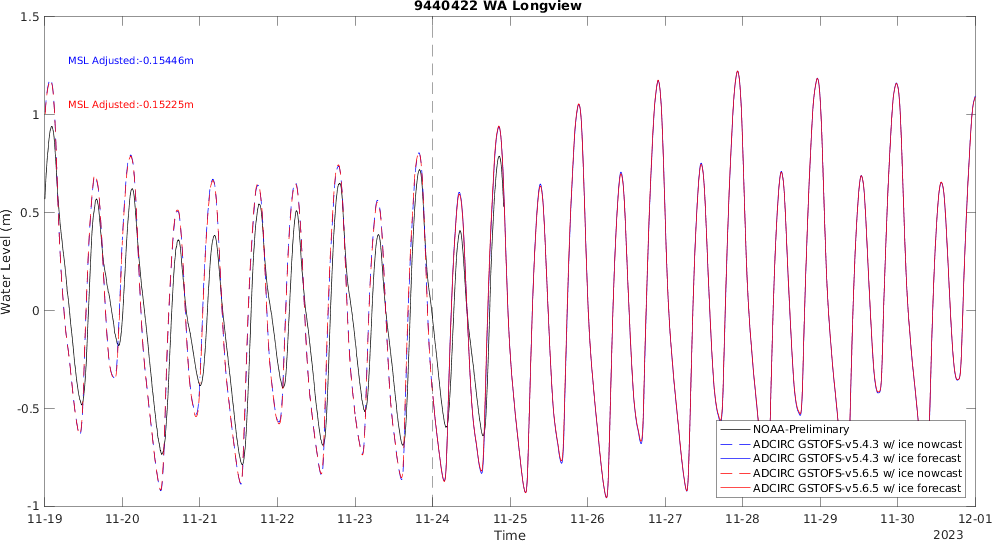 9440422 WA Longview
MSL Adjusted:-0.15446m
MSL Adjusted:-0.15225m
Water Level (m)
1.5
1
0.5
0
-0.5
-1
NOAA-Preliminary
ADCIRC GSTOFS-v5.4.3 w/ ice nowcast
ADCIRC GSTOFS-v5.4.3 w/ ice forecast
ADCIRC GSTOFS-v5.6.5 w/ ice nowcast
ADCIRC GSTOFS-v5.6.5 w/ ice forecast
11-19 11-20 11-21 11-22 11-23 11-24 11-25 11-26 11-27 11-28 11-29 11-30 12-01
Time
2023